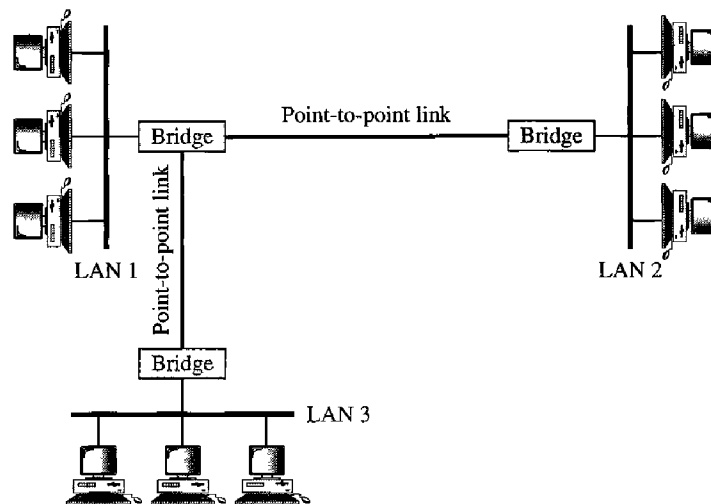 Point-to-point link
Bridge
Bridge
Point-to-point link
LAN 1
LAN 2
Bridge
LAN 3